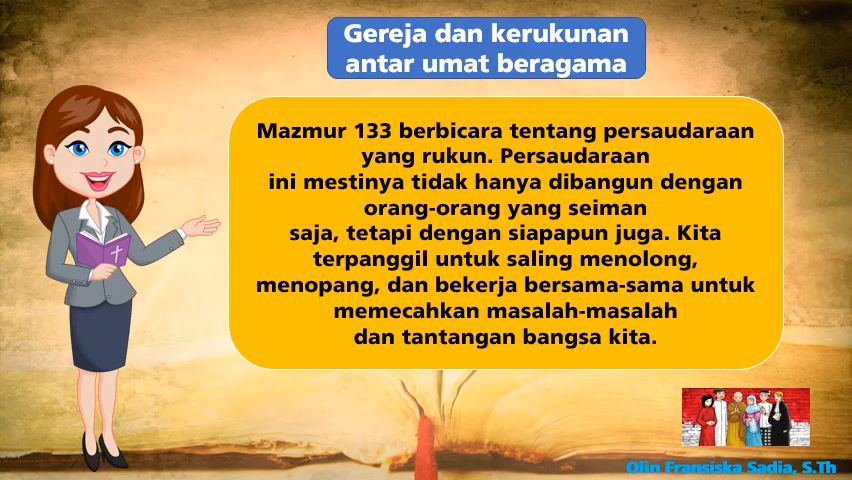 Gereja dan kerukunan
antar umat beragama
Mazmur 133 berbicara tentang persaudaraan
yang rukun. Persaudaraan
ini mestinya tidak hanya dibangun dengan
orang-orang yang seiman
saja, tetapi dengan siapapun juga. Kita
terpanggil untuk saling menolong,
menopang, dan bekerja bersama-sama untuk
memecahkan masalah-masalah
dan tantangan bangsa kita.
Olin Fransiska Sadia, S.Th